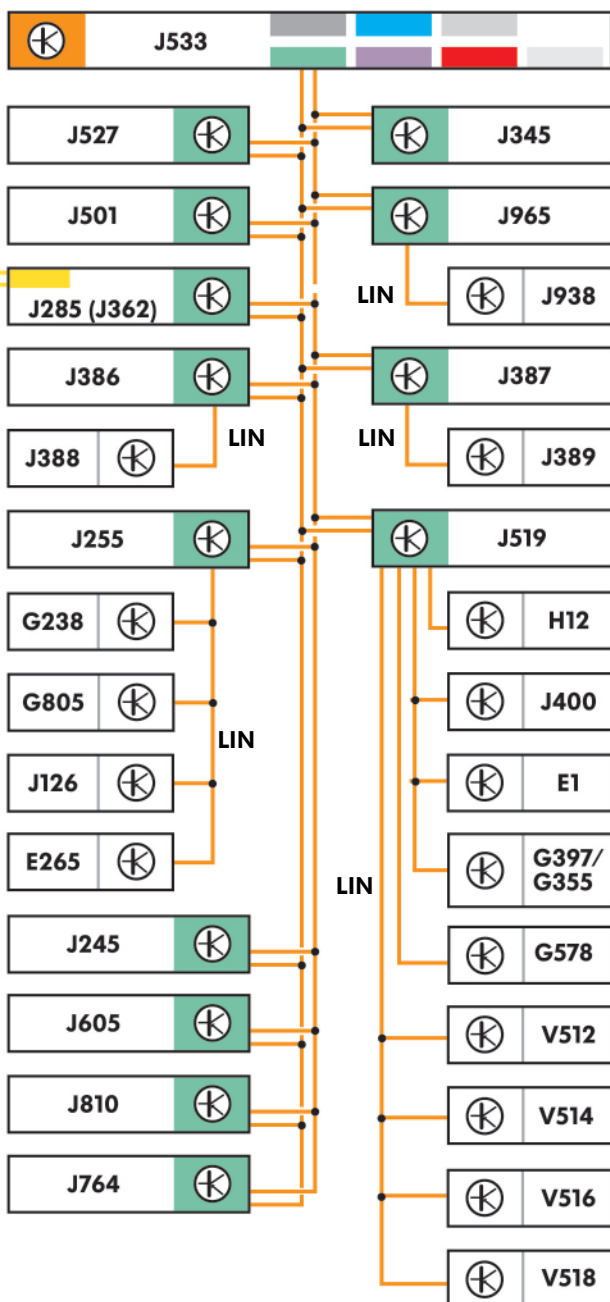 J533
J527
J345
J501
J965
J285 (J362)
LIN
J938
J386
J387
J388
LIN
LIN
J389
J255
J519
G238
H12
G805
J400
LIN
J126
E1
E265
G397/
G355
LIN
J245
G578
J605
V512
J810
V514
J764
V516
V518